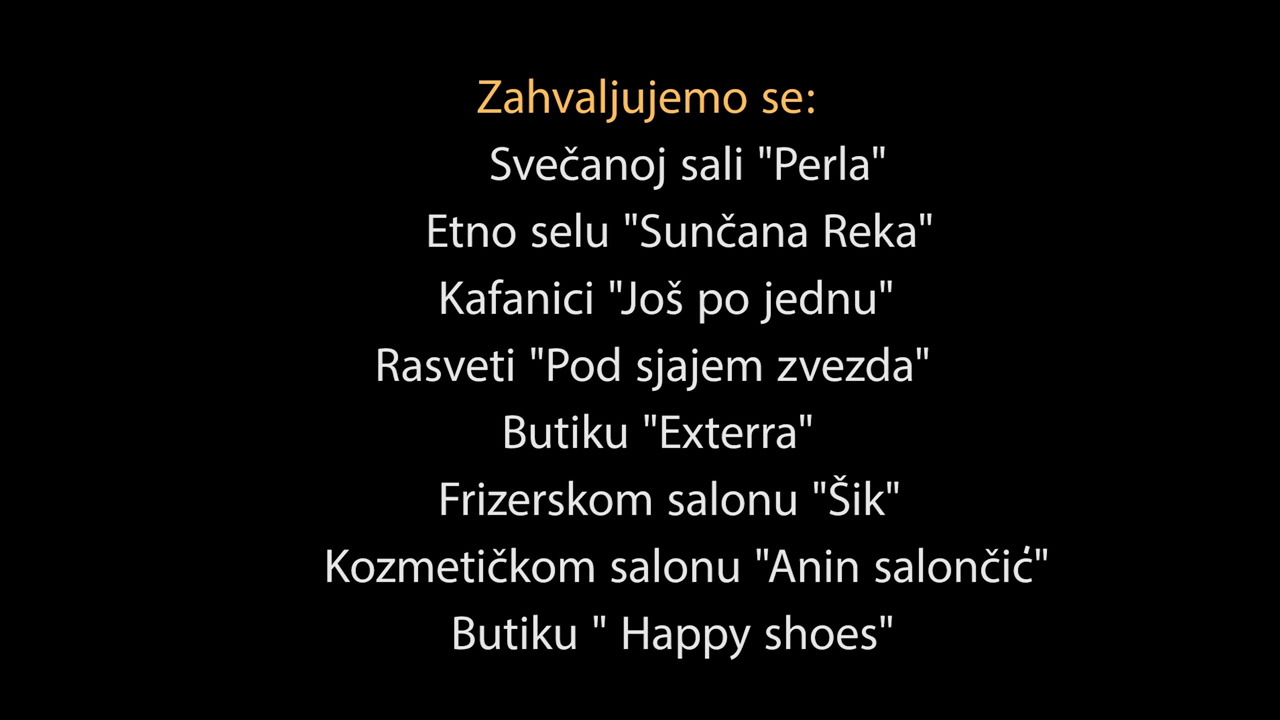 Zahvaljujemo se:
Svečanoj sali "Perla"
Etno selu "Sunčana Reka"
Kafanici "Još po jednu"
Rasveti "Pod sjajem zvezda"
Butiku "Exterra"
Frizerskom salonu "Šik"
Kozmetičkom salonu "Anin salončić"
Butiku " Happy shoes"